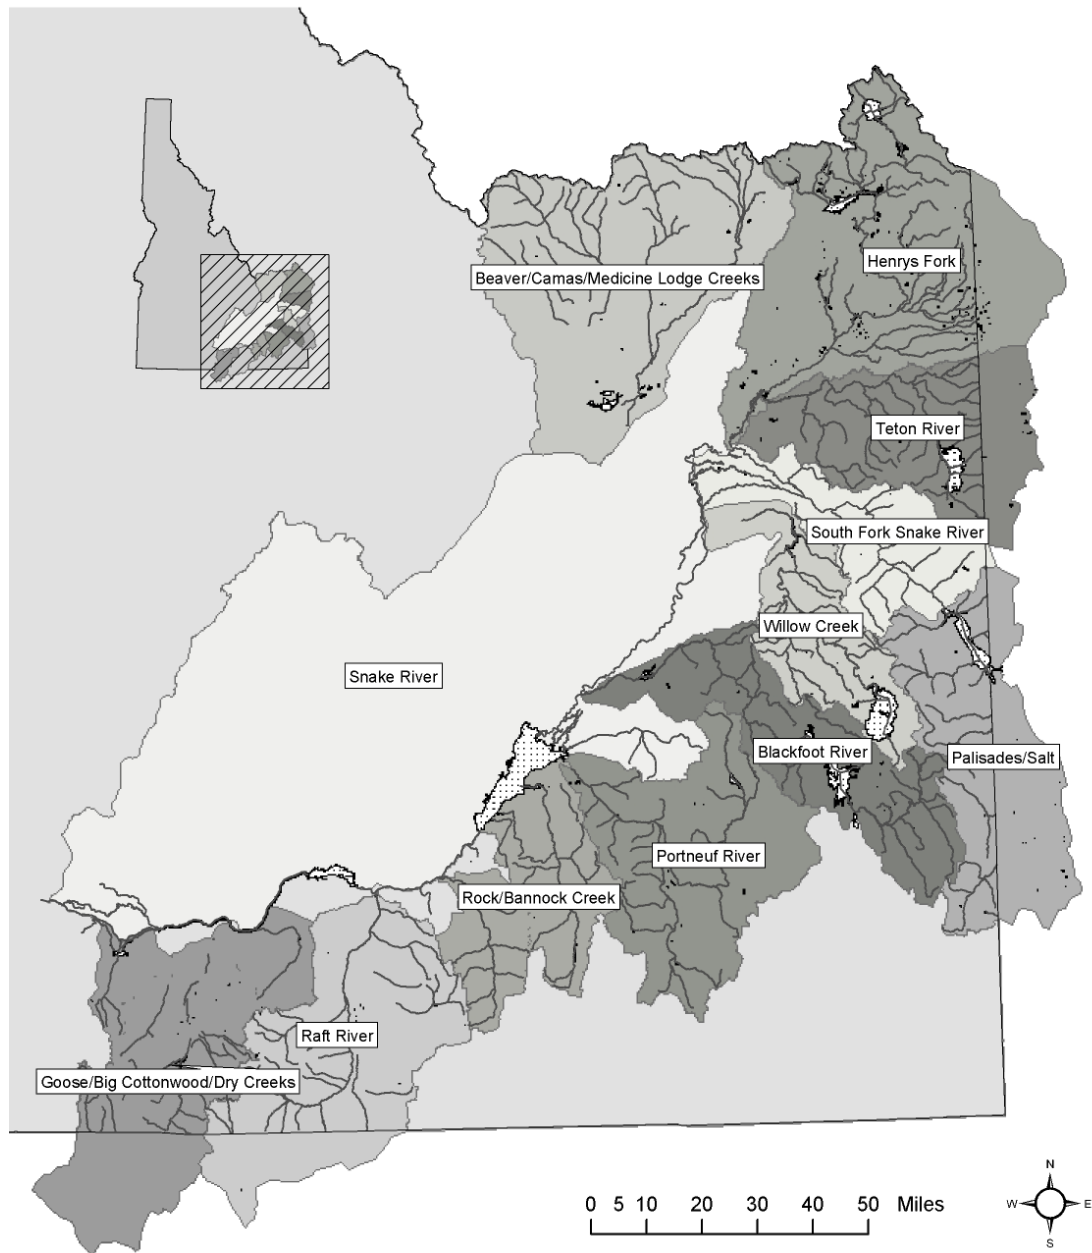 Henrys Fork
Beaver/Camas/Medicine Lodge Creeks
Teton River
South Fork Snake River
Willow Creek
Snake River
Blackfoot River
Palisades/Salt
Portneuf River
Rock/Bannock Creek
Raft River
Goose/Big Cottonwood/Dry Creeks
N
W E
S
0 5 10 20 30 40 50 Miles